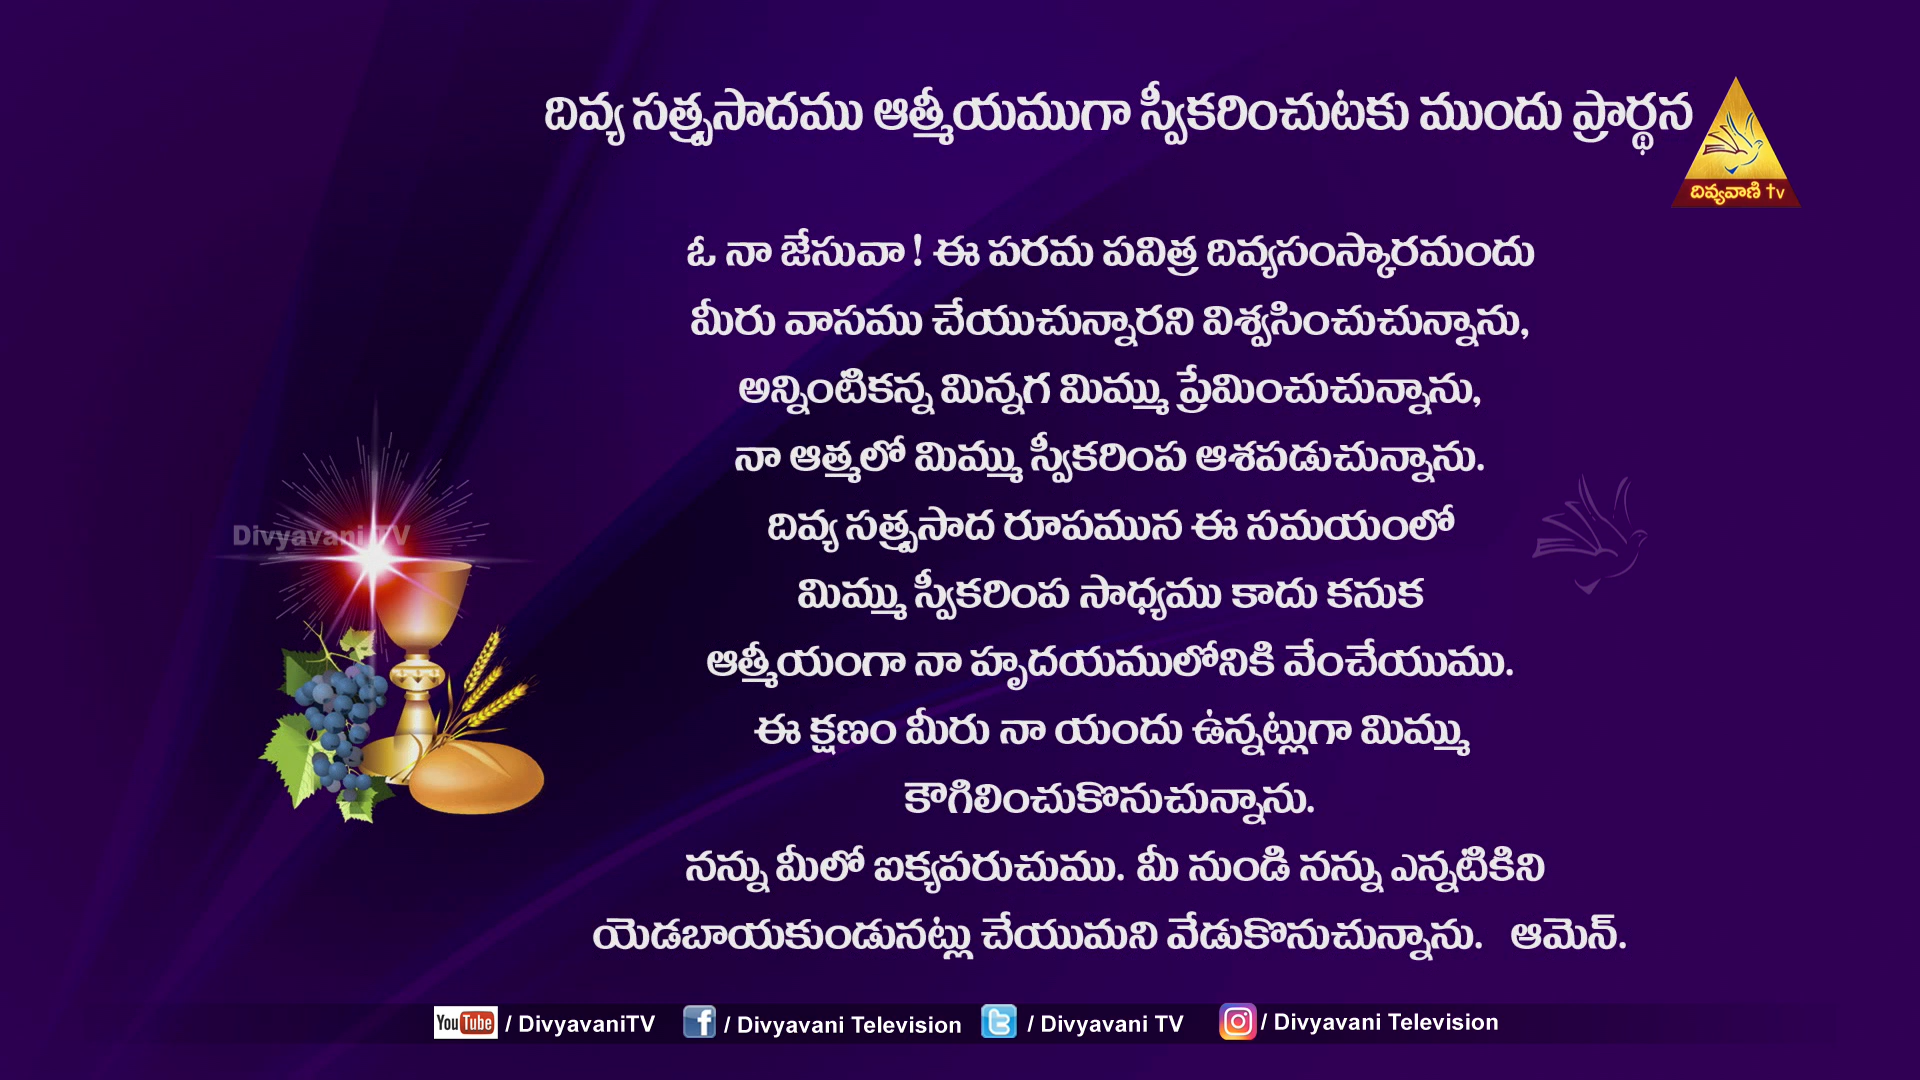 దివ్య సత్ప్రసాదము ఆత్మీయముగా స్వీకరించుటకు ముందు ప్రార్థన
దివ్యవాణి tv
ఓ నా జేసువా ! ఈ పరమ పవిత్ర దివ్యసంస్కారమందు
మీరు వాసము చేయుచున్నారని విశ్వసించుచున్నాను,
అన్నింటికన్న మిన్నగ మిమ్ము ప్రేమించుచున్నాను,
నా ఆత్మలో మిమ్ము స్వీకరింప ఆశపడుచున్నాను.
దివ్య సత్ప్రసాద రూపమున ఈ సమయంలో
Divyavani TV
మిమ్ము స్వీకరింప సాధ్యము కాదు కనుక
ఆత్మీయంగా నా హృదయములోనికి వేంచేయుము.
ఈ క్షణం మీరు నా యందు ఉన్నట్లుగా మిమ్ము
కౌగిలించుకొనుచున్నాను.
నన్ను మీలో ఐక్యపరుచుము. మీ నుండి నన్ను ఎన్నటికిని
యెడబాయకుండునట్లు చేయుమని వేడుకొనుచున్నాను. ఆమెన్.
YouTube / DivyavaniTV f / Divyavani Television / Divyavani TV / Divyavani Television